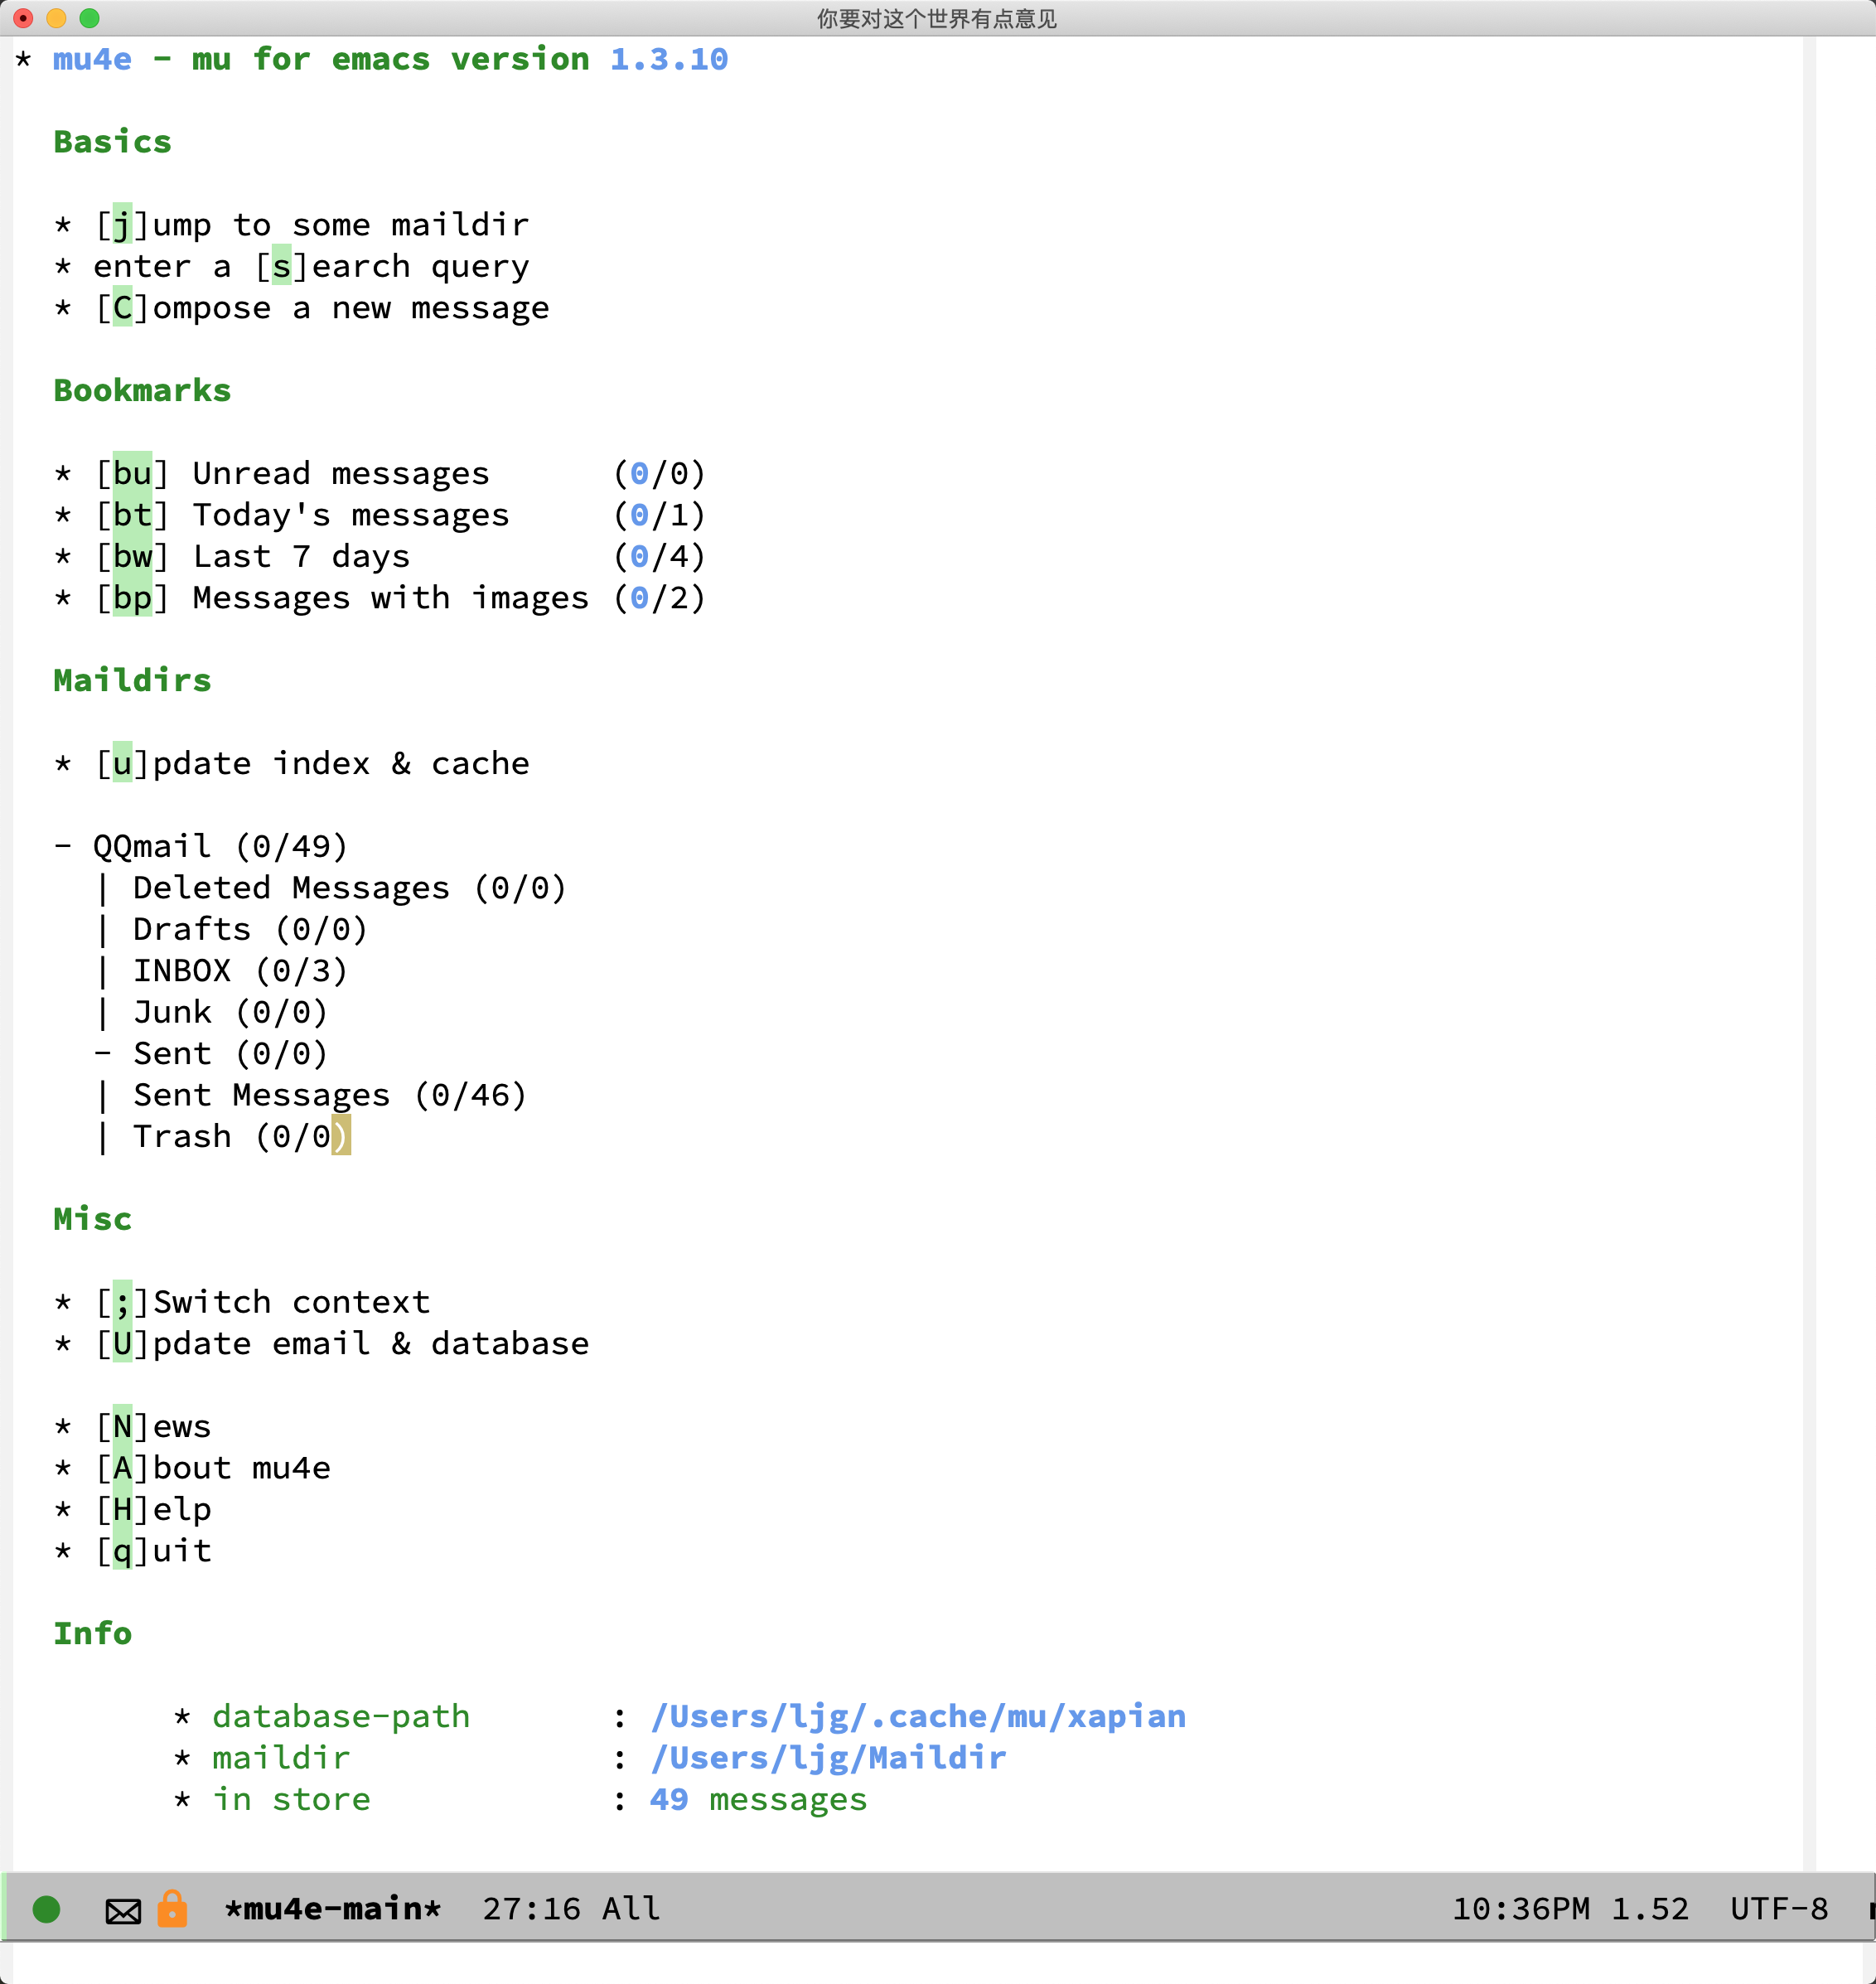 你要对这个世界有点意见
* mu4e - mu for emacs version 1.3.10
Basics
* [j]ump to some maildir
* enter a [s]earch query
* [C]ompose a new message
Bookmarks
* [bu] Unread messages (0/0)
* [bt] Today's messages (0/1)
* [bw] Last 7 days (0/4)
* [bp] Messages with images (0/2)
Maildirs
* [u]pdate index & cache
- QQmail (0/49)
| Deleted Messages (0/0)
| Drafts (0/0)
| INBOX (0/3)
| Junk (0/0)
- Sent (0/0)
| Sent Messages (0/46)
| Trash (0/0)
Misc
* [;]Switch context
* [U]pdate email & database
* [N]ews
* [A]bout mu4e
* [H]elp
* [q]uit
Info
* database-path : /Users/ljg/.cache/mu/xapian
* maildir : /Users/ljg/Maildir
* in store : 49 messages
*mu4e-main* 27:16 All 10:36PM 1.52 UTF-8